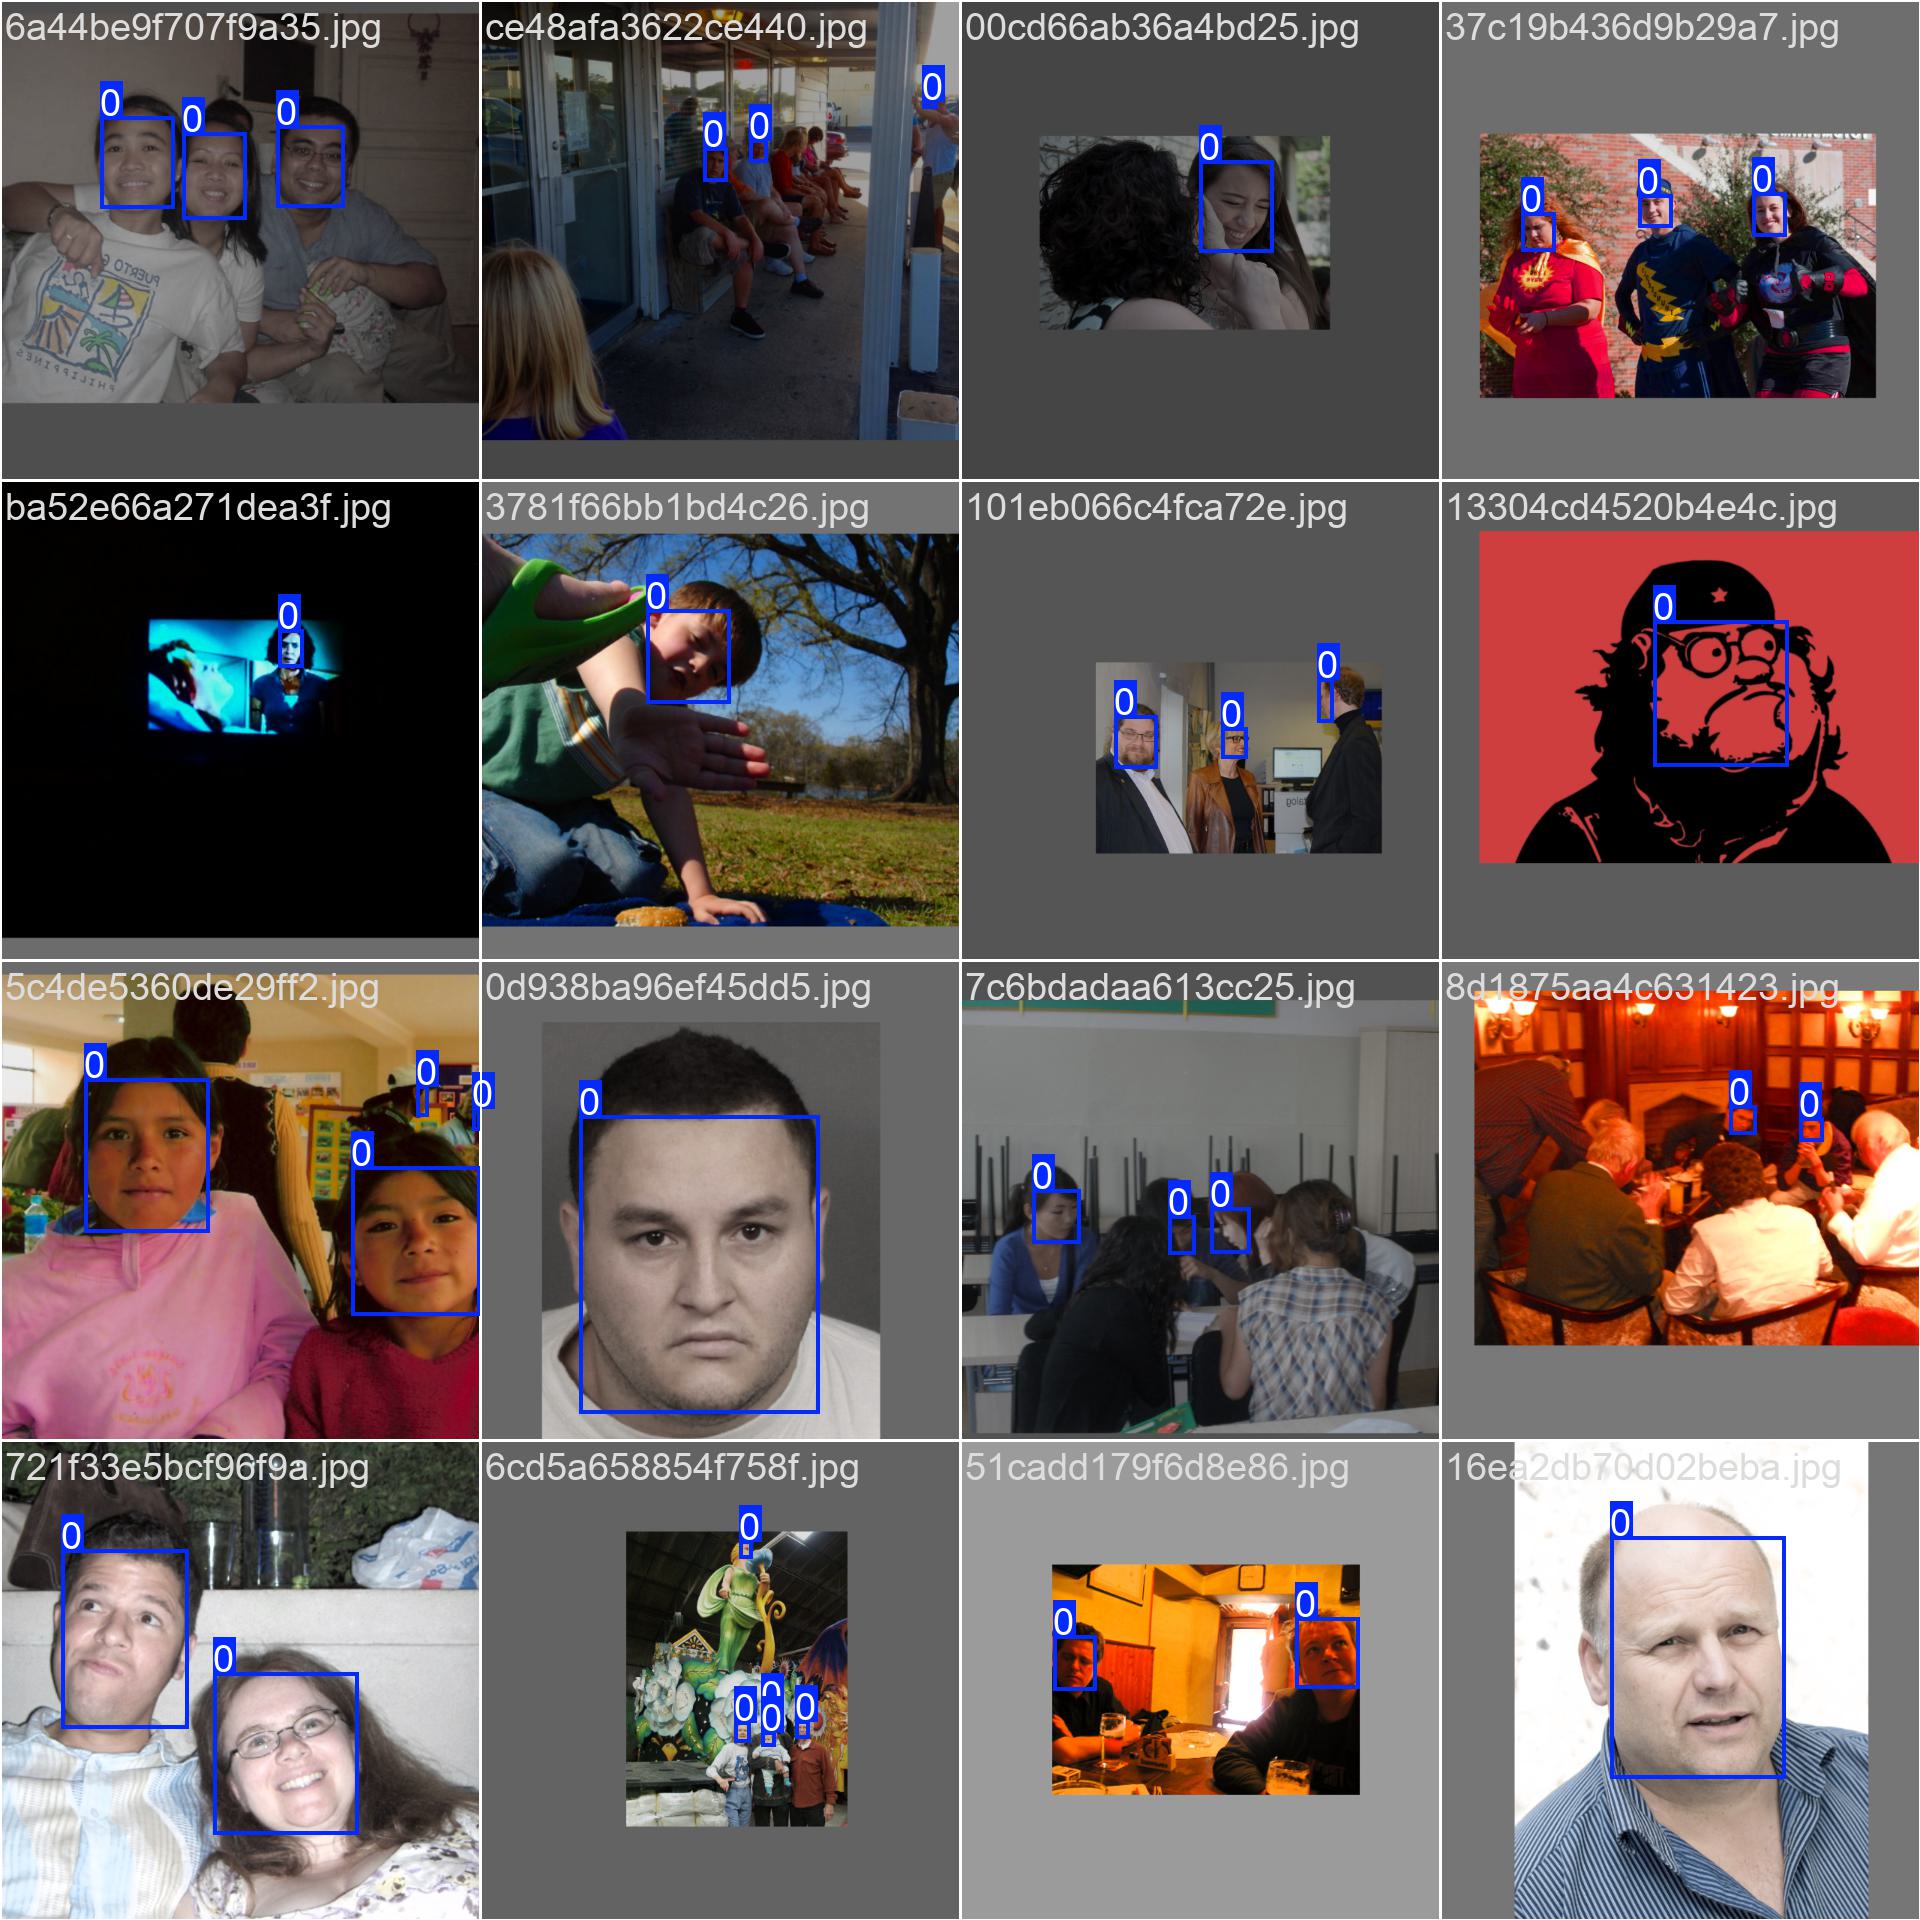 6a44be9f707f9a35.jpg
ce48afa3622ce440.jpg
00cd66ab36a4bd25.jpg
37c19b436d9b29a7.jpg
0
0
0
0
0
0
0
0
0
0
PUERTO
PHILIPPINES
ba52e66a271dea3f.jpg
3781f66bb1bd4c26.jpg
101eb066c4fca72e.jpg
13304cd4520b4e4c.jpg
0
0
0
0
0
0
talog
5c4de5360de29ff2.jpg
0d938ba96ef45dd5.jpg
7c6bdadaa613cc25.jpg
8d1875aa4c631423.jpg
0
0
0
0
0
0
0
0
0
0
721f33e5bcf96f9a.jpg
6cd5a658854f758f.jpg
51cadd179f6d8e86.jpg
16ea2db70d02beba.jpg
0
0
0
0
0
0
0
0
0
0